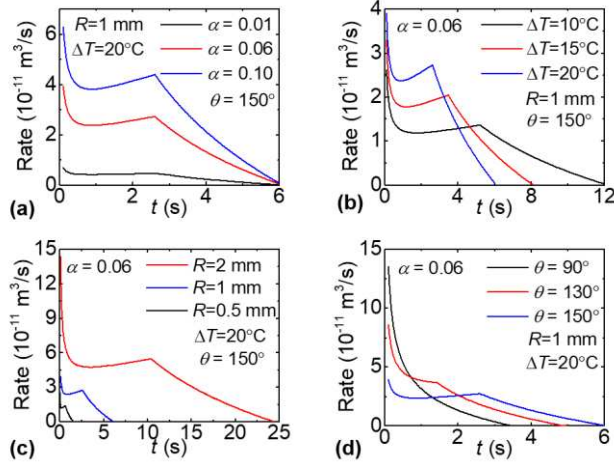 R=1 mm
ΔT=20°C
α = 0.01
α = 0.06
α = 0.10
θ = 150°
Rate (10⁻¹¹ m³/s)
6
4
2
0
0 2 4 6
t (s)
(a)
α = 0.06
ΔT=10°C
ΔT=15°C
ΔT=20°C
R=1 mm
θ = 150°
Rate (10⁻¹¹ m³/s)
4
3
2
1
0
0 4 8 12
t (s)
(b)
α = 0.06
R=2 mm
R=1 mm
R=0.5 mm
ΔT=20°C
θ = 150°
Rate (10⁻¹¹ m³/s)
15
12
9
6
3
0
0 5 10 15 20 25
t (s)
(c)
α = 0.06
θ = 90°
θ = 130°
θ = 150°
R=1 mm
ΔT=20°C
Rate (10⁻¹¹ m³/s)
15
10
5
0
0 2 4 6
t (s)
(d)